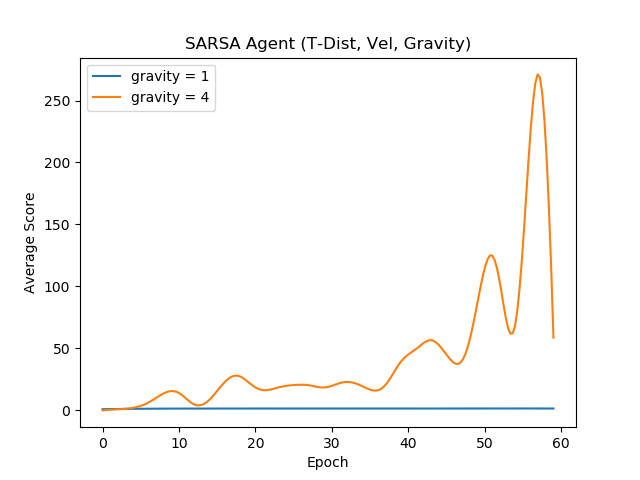 SARSA Agent (T-Dist, Vel, Gravity)
gravity = 1
gravity = 4
Average Score
250
200
150
100
50
0
0 10 20 30 40 50 60
Epoch